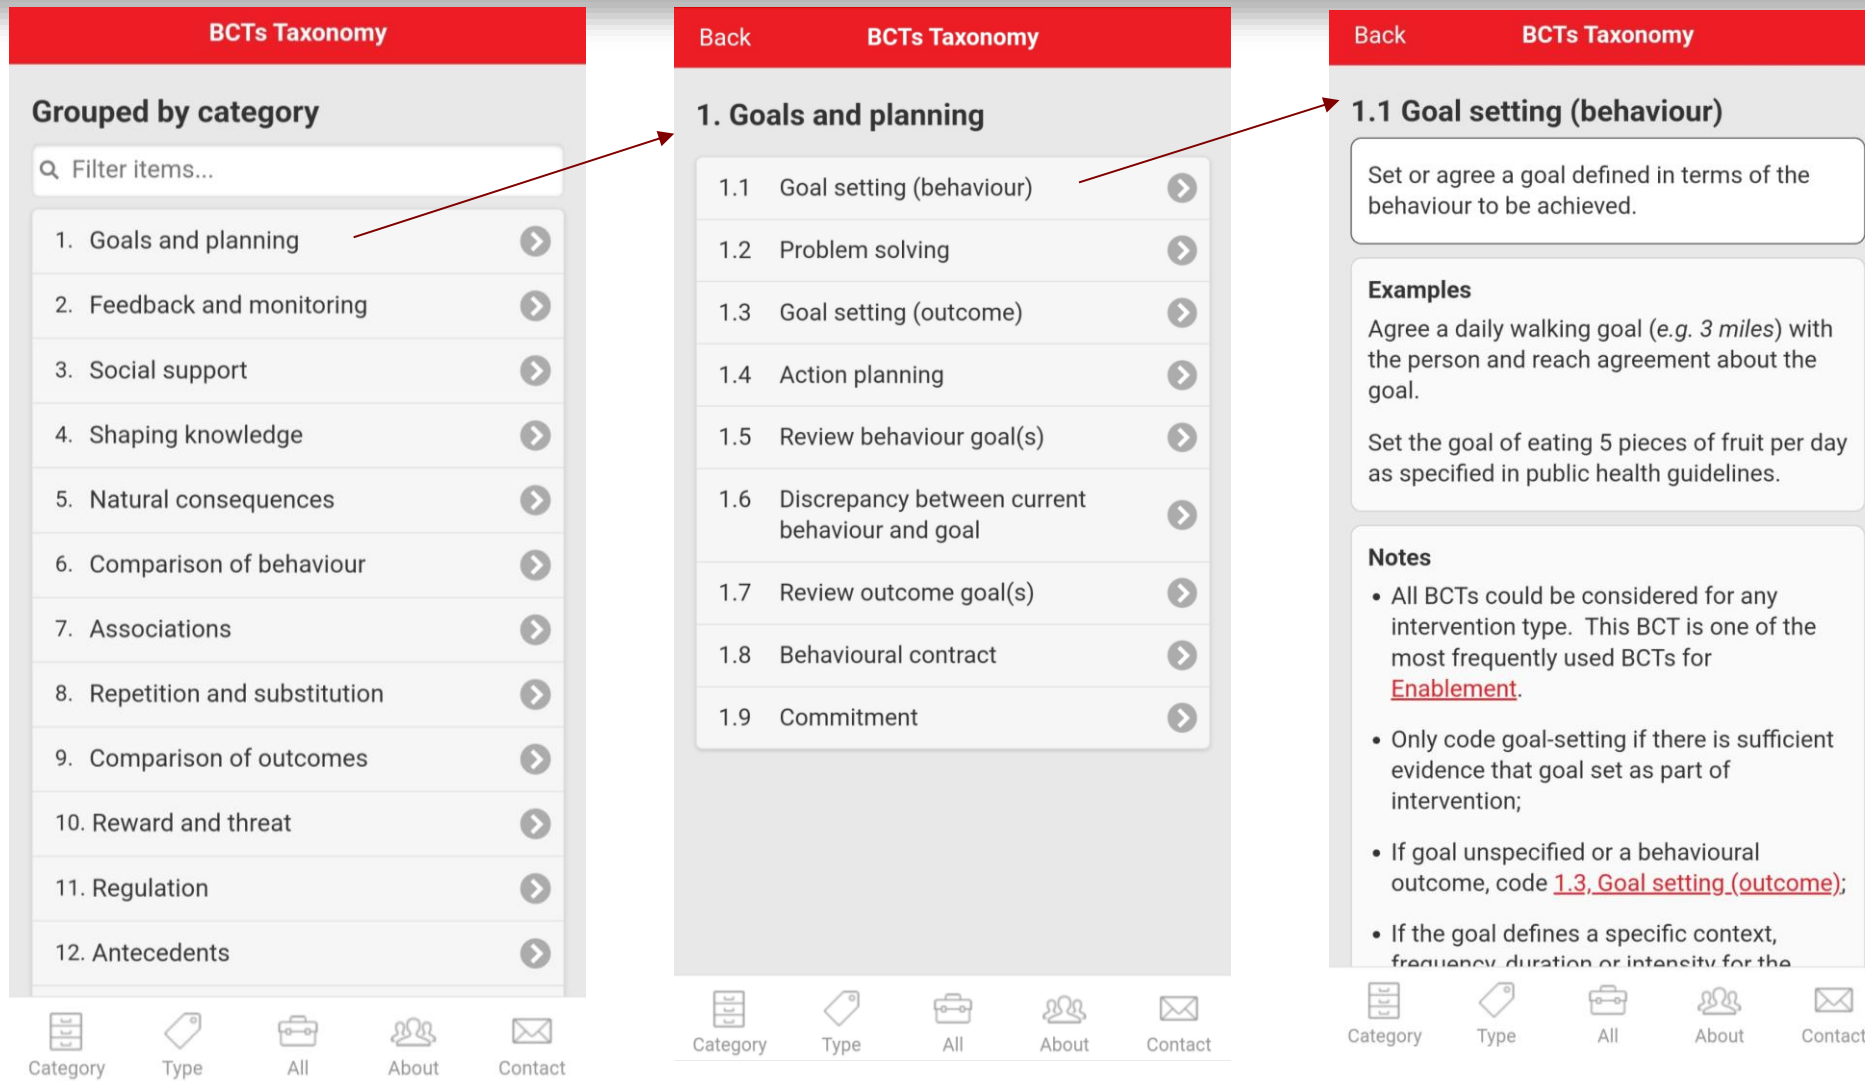 BCTs Taxonomy
Grouped by category
Filter items...
1. Goals and planning
2. Feedback and monitoring
3. Social support
4. Shaping knowledge
5. Natural consequences
6. Comparison of behaviour
7. Associations
8. Repetition and substitution
9. Comparison of outcomes
10. Reward and threat
11. Regulation
12. Antecedents
Category Type All About Contact
Back BCTs Taxonomy
1. Goals and planning
1.1 Goal setting (behaviour)
1.2 Problem solving
1.3 Goal setting (outcome)
1.4 Action planning
1.5 Review behaviour goal(s)
1.6 Discrepancy between current
behaviour and goal
1.7 Review outcome goal(s)
1.8 Behavioural contract
1.9 Commitment
Category Type All About Contact
Back BCTs Taxonomy
1.1 Goal setting (behaviour)
Set or agree a goal defined in terms of the
behaviour to be achieved.
Examples
Agree a daily walking goal (e.g. 3 miles) with
the person and reach agreement about the
goal.
Set the goal of eating 5 pieces of fruit per day
as specified in public health guidelines.
Notes
• All BCTs could be considered for any
intervention type. This BCT is one of the
most frequently used BCTs for
Enablement.
• Only code goal-setting if there is sufficient
evidence that goal set as part of
intervention;
• If goal unspecified or a behavioural
outcome, code 1.3, Goal setting (outcome);
• If the goal defines a specific context,
frequency, duration or intensity for the
Category Type All About Contact